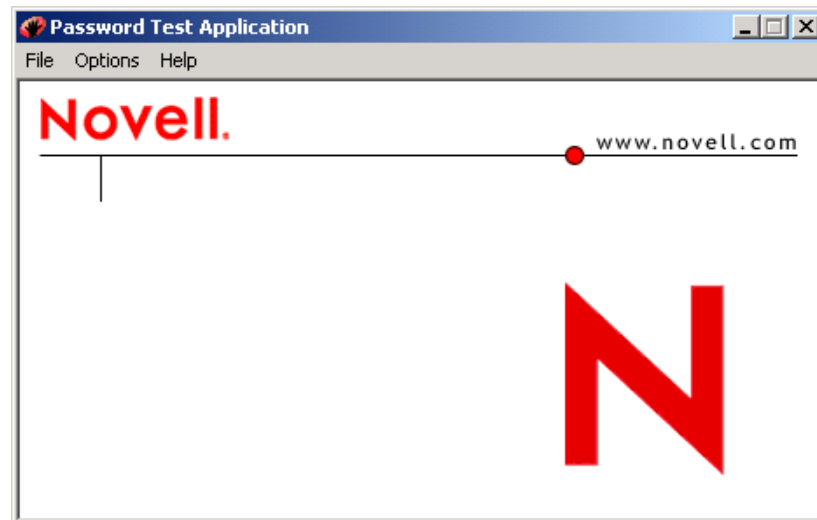 Password Test Application
File Options Help
Novell.
www.novell.com
N